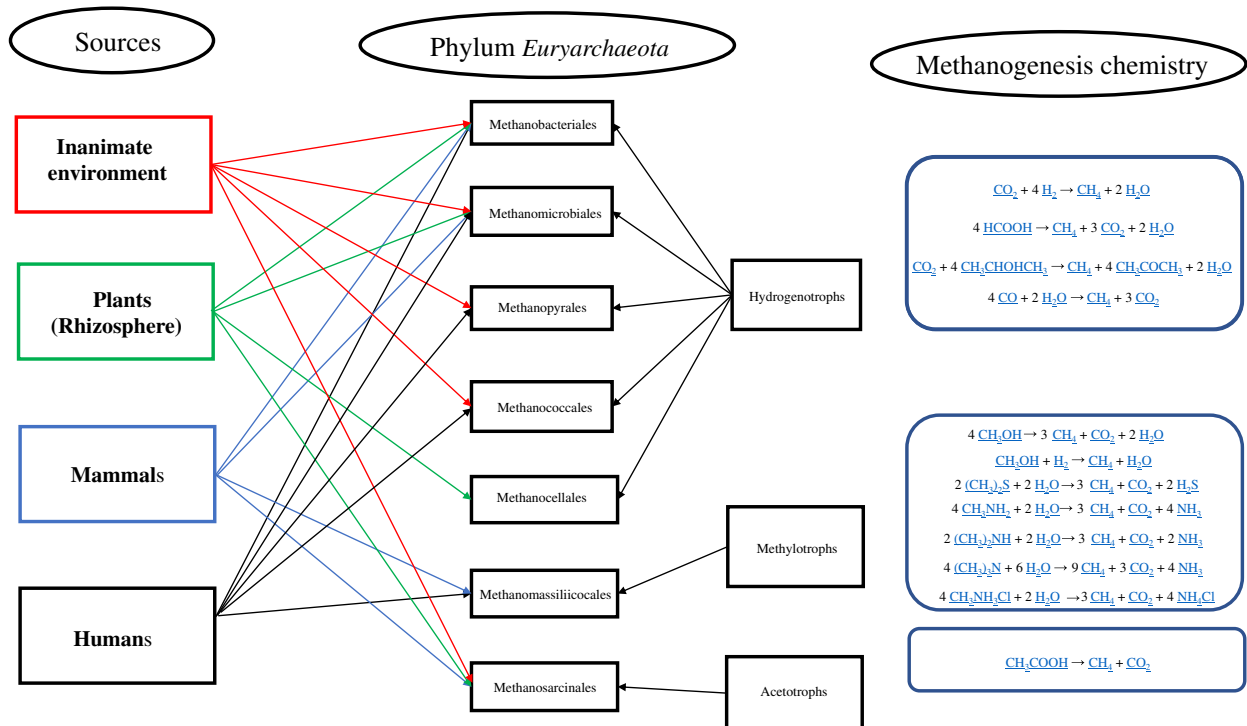 Sources
Phylum Euryarchaeota
Methanogenesis chemistry
Inanimate
environment
Plants
(Rhizosphere)
Mammals
Humans
Methanobacteriales
Methanomicrobiales
Methanopyrales
Methanococcales
Methanocellales
Methanomassiliicocales
Methanosarcinales
Hydrogenotrophs
Methylotrophs
Acetotrophs
CO₂ + 4 H₂ → CH₄ + 2 H₂O
4 HCOOH → CH₄ + 3 CO₂ + 2 H₂O
CO₂ + 4 CH₃CHOHCH₃ → CH₄ + 4 CH₃COCH₃ + 2 H₂O
4 CO + 2 H₂O → CH₄ + 3 CO₂
4 CH₃OH → 3 CH₄ + CO₂ + 2 H₂O
CH₃OH + H₂ → CH₄ + H₂O
2 (CH₃)₂S + 2 H₂O → 3 CH₄ + CO₂ + 2 H₂S
4 CH₃NH₂ + 2 H₂O → 3 CH₄ + CO₂ + 4 NH₃
2 (CH₃)₂NH + 2 H₂O → 3 CH₄ + CO₂ + 2 NH₃
4 (CH₃)₃N + 6 H₂O → 9 CH₄ + 3 CO₂ + 4 NH₃
4 CH₃NH₃Cl + 2 H₂O → 3 CH₄ + CO₂ + 4 NH₄Cl
CH₃COOH → CH₄ + CO₂